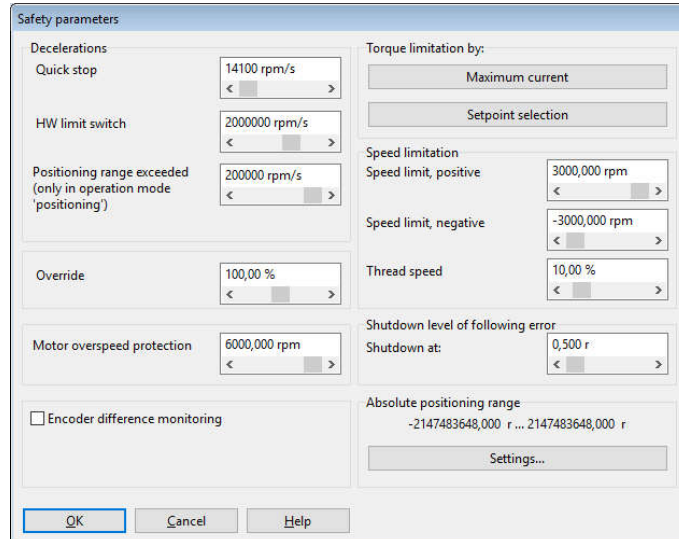 Safety parameters
Decelerations
Quick stop
14100 rpm/s
HW limit switch
2000000 rpm/s
Positioning range exceeded
(only in operation mode
'positioning')
200000 rpm/s
Override
100,00 %
Motor overspeed protection
6000,000 rpm
Encoder difference monitoring
Torque limitation by:
Maximum current
Setpoint selection
Speed limitation
Speed limit, positive
3000,000 rpm
Speed limit, negative
-3000,000 rpm
Thread speed
10,00 %
Shutdown level of following error
Shutdown at:
0,500 r
Absolute positioning range
-2147483648,000 r ... 2147483648,000 r
Settings...
OK
Cancel
Help